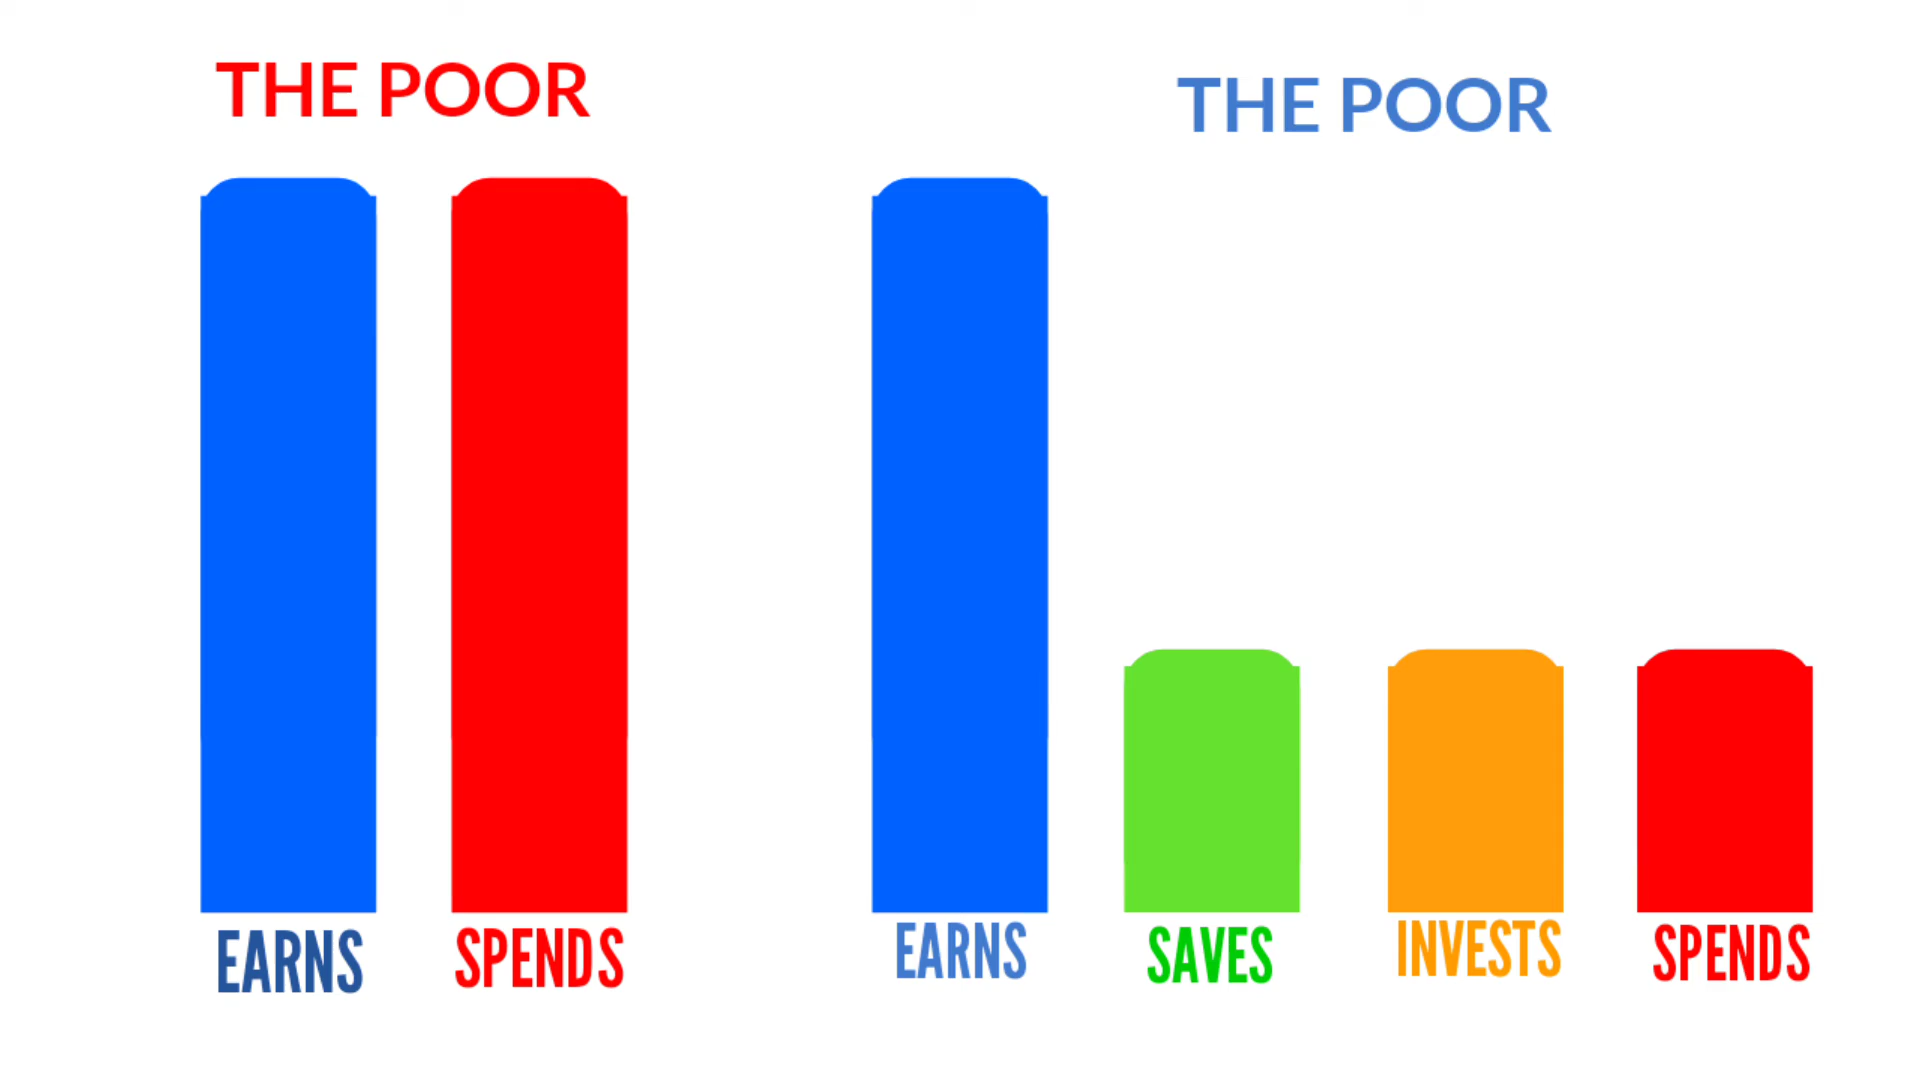 THE POOR
THE POOR
EARNS
SPENDS
EARNS
SAVES
INVESTS
SPENDS